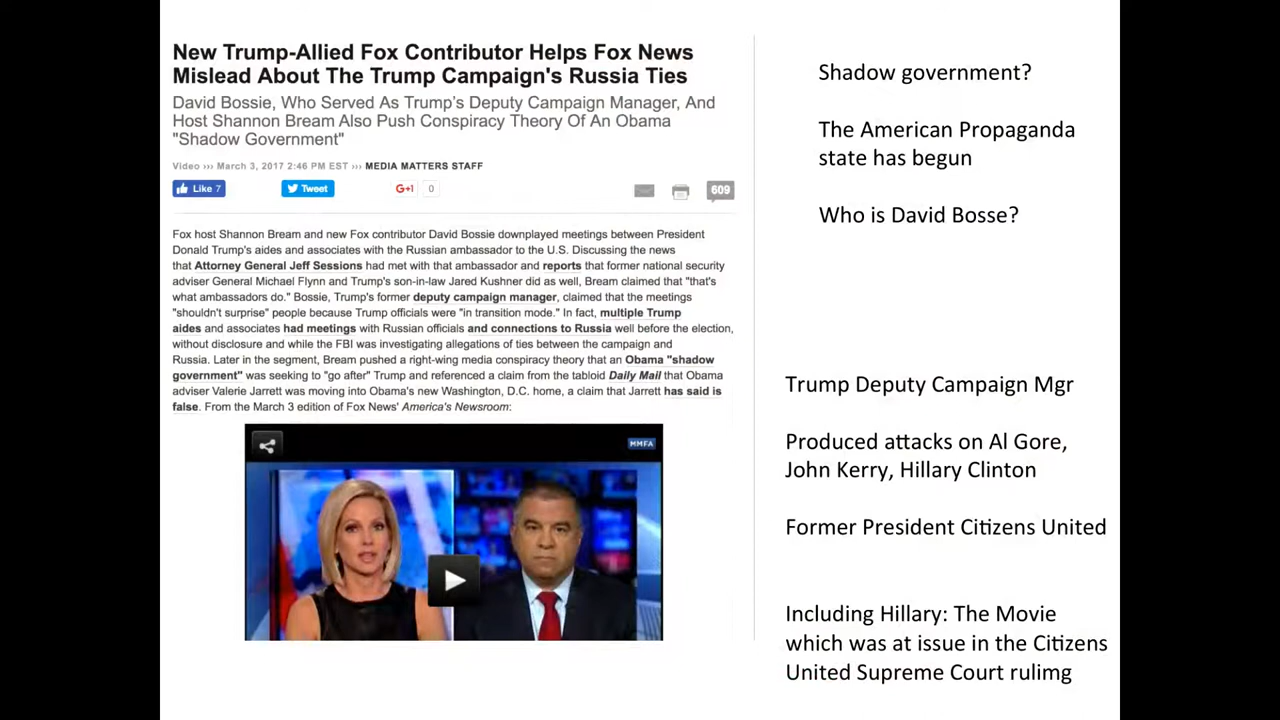 New Trump-Allied Fox Contributor Helps Fox News
Mislead About The Trump Campaign's Russia Ties
David Bossie, Who Served As Trump's Deputy Campaign Manager, And
Host Shannon Bream Also Push Conspiracy Theory Of An Obama
"Shadow Government"
Video ››› March 3, 2017 2:46 PM EST ››› MEDIA MATTERS STAFF
Like 7
Tweet
G+1
0
609
Fox host Shannon Bream and new Fox contributor David Bossie downplayed meetings between President
Donald Trump's aides and associates with the Russian ambassador to the U.S. Discussing the news
that Attorney General Jeff Sessions had met with that ambassador and reports that former national security
adviser General Michael Flynn and Trump's son-in-law Jared Kushner did as well, Bream claimed that "that's
what ambassadors do." Bossie, Trump's former deputy campaign manager, claimed that the meetings
"shouldn't surprise" people because Trump officials were "in transition mode." In fact, multiple Trump
aides and associates had meetings with Russian officials and connections to Russia well before the election,
without disclosure and while the FBI was investigating allegations of ties between the campaign and
Russia. Later in the segment, Bream pushed a right-wing media conspiracy theory that an Obama "shadow
government" was seeking to "go after" Trump and referenced a claim from the tabloid Daily Mail that Obama
adviser Valerie Jarrett was moving into Obama's new Washington, D.C. home, a claim that Jarrett has said is
false. From the March 3 edition of Fox News' America's Newsroom:
MMFA
Shadow government?
The American Propaganda
state has begun
Who is David Bosse?
Trump Deputy Campaign Mgr
Produced attacks on Al Gore,
John Kerry, Hillary Clinton
Former President Citizens United
Including Hillary: The Movie
which was at issue in the Citizens
United Supreme Court rulimg